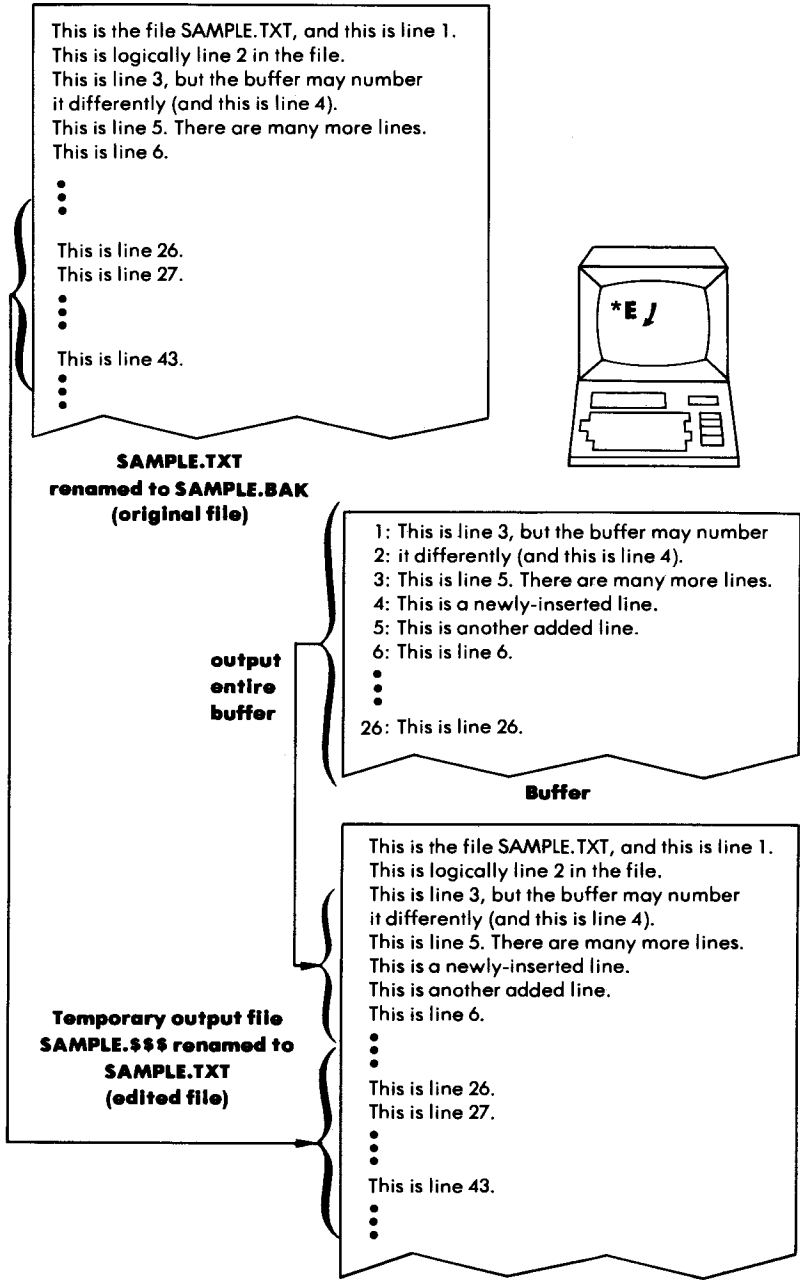 This is the file SAMPLE.TXT, and this is line 1.
This is logically line 2 in the file.
This is line 3, but the buffer may number
it differently (and this is line 4).
This is line 5. There are many more lines.
This is line 6.
This is line 26.
This is line 27.
This is line 43.
*E
SAMPLE.TXT
renamed to SAMPLE.BAK
(original file)
1: This is line 3, but the buffer may number
2: it differently (and this is line 4).
3: This is line 5. There are many more lines.
4: This is a newly-inserted line.
5: This is another added line.
6: This is line 6.
26: This is line 26.
output
entire
buffer
Buffer
This is the file SAMPLE.TXT, and this is line 1.
This is logically line 2 in the file.
This is line 3, but the buffer may number
it differently (and this is line 4).
This is line 5. There are many more lines.
This is a newly-inserted line.
This is another added line.
This is line 6.
This is line 26.
This is line 27.
This is line 43.
Temporary output file
SAMPLE.$$$ renamed to
SAMPLE.TXT
(edited file)